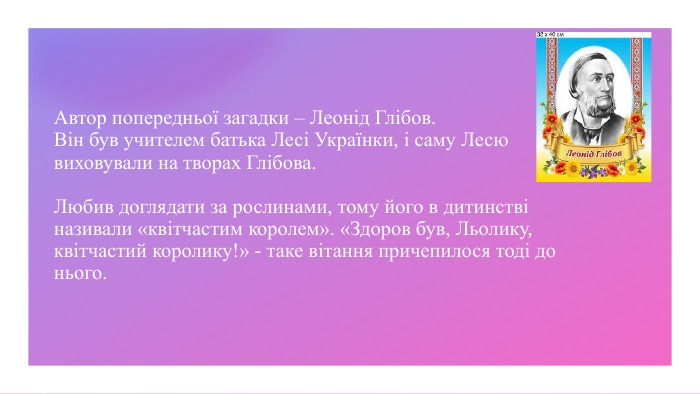 32 х 40 см
Автор попередньої загадки – Леонід Глібов.
Він був учителем батька Лесі Українки, і саму Лесю
виховували на творах Глібова.
Леонід Глібов
Любив доглядати за рослинами, тому його в дитинстві
називали «квітчастим королем». «Здоров був, Льолику,
квітчастий королику!» - таке вітання причепилося тоді до
нього.